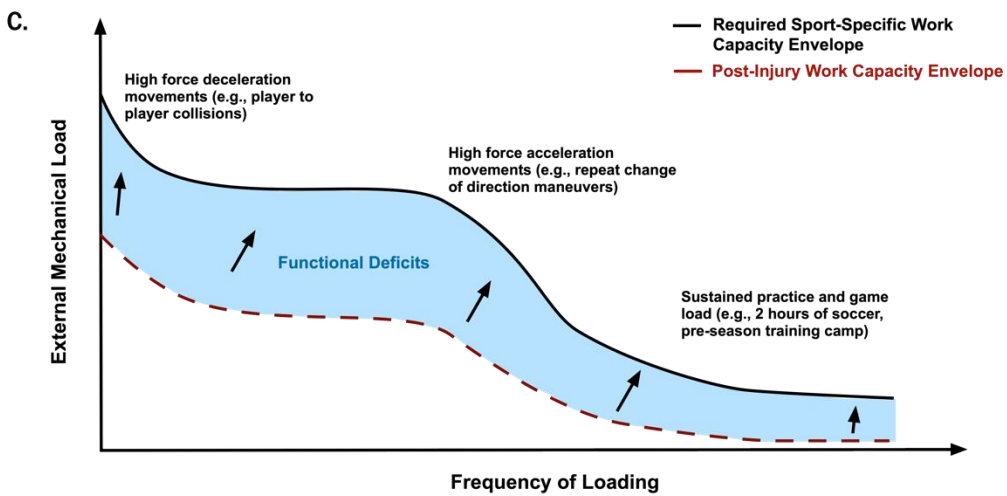 C.
Required Sport-Specific Work
Capacity Envelope
Post-Injury Work Capacity Envelope
High force deceleration
movements (e.g., player to
player collisions)
High force acceleration
movements (e.g., repeat change
of direction maneuvers)
Functional Deficits
Sustained practice and game
load (e.g., 2 hours of soccer,
pre-season training camp)
External Mechanical Load
Frequency of Loading